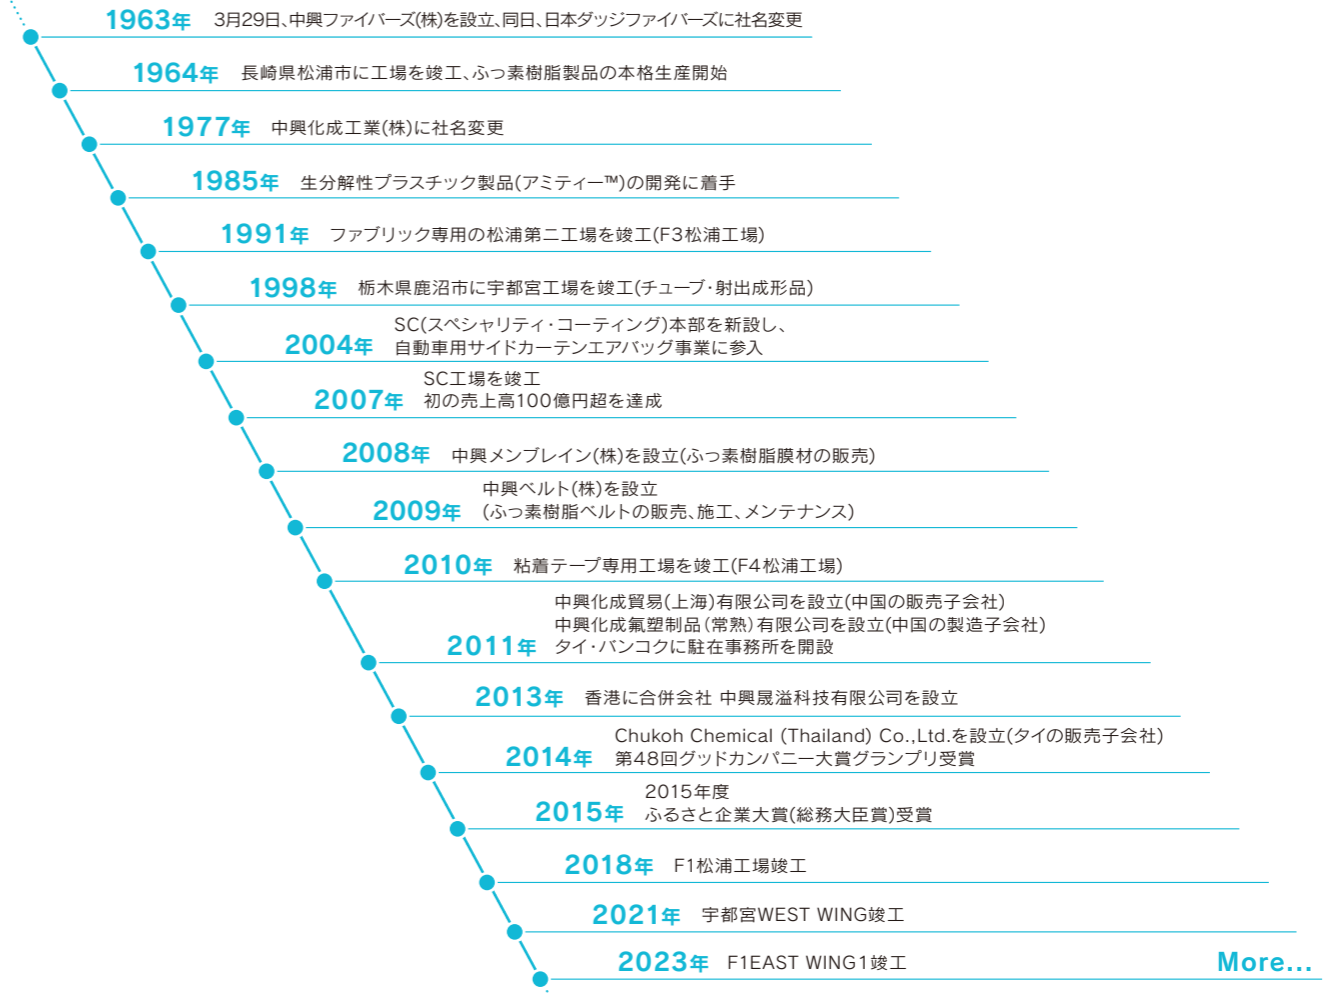 1963年 3月29日、中興ファイバーズ(株)を設立、同日、日本ダッジファイバーズに社名変更
1964年 長崎県松浦市に工場を竣工、ふっ素樹脂製品の本格生産開始
1977年 中興化成工業(株)に社名変更
1985年 生分解性プラスチック製品(アミティー™)の開発に着手
1991年 ファブリック専用の松浦第二工場を竣工(F3松浦工場)
1998年 栃木県鹿沼市に宇都宮工場を竣工(チューブ・射出成形品)
2004年 SC(スペシャリティ・コーティング)本部を新設し、
自動車用サイドカーテンエアバッグ事業に参入
2007年 SC工場を竣工
初の売上高100億円超を達成
2008年 中興メンブレイン(株)を設立(ふっ素樹脂膜材の販売)
2009年 中興ベルト(株)を設立
(ふっ素樹脂ベルトの販売、施工、メンテナンス)
2010年 粘着テープ専用工場を竣工(F4松浦工場)
2011年 中興化成貿易(上海)有限公司を設立(中国の販売子会社)
中興化成氟塑制品（常熟）有限公司を設立(中国の製造子会社)
タイ・バンコクに駐在事務所を開設
2013年 香港に合併会社 中興晟溢科技有限公司を設立
2014年 Chukoh Chemical (Thailand) Co.,Ltd.を設立(タイの販売子会社)
第48回グッドカンパニー大賞グランプリ受賞
2015年 2015年度
ふるさと企業大賞(総務大臣賞)受賞
2018年 F1松浦工場竣工
2021年 宇都宮WEST WING竣工
2023年 F1EAST WING1竣工
More...